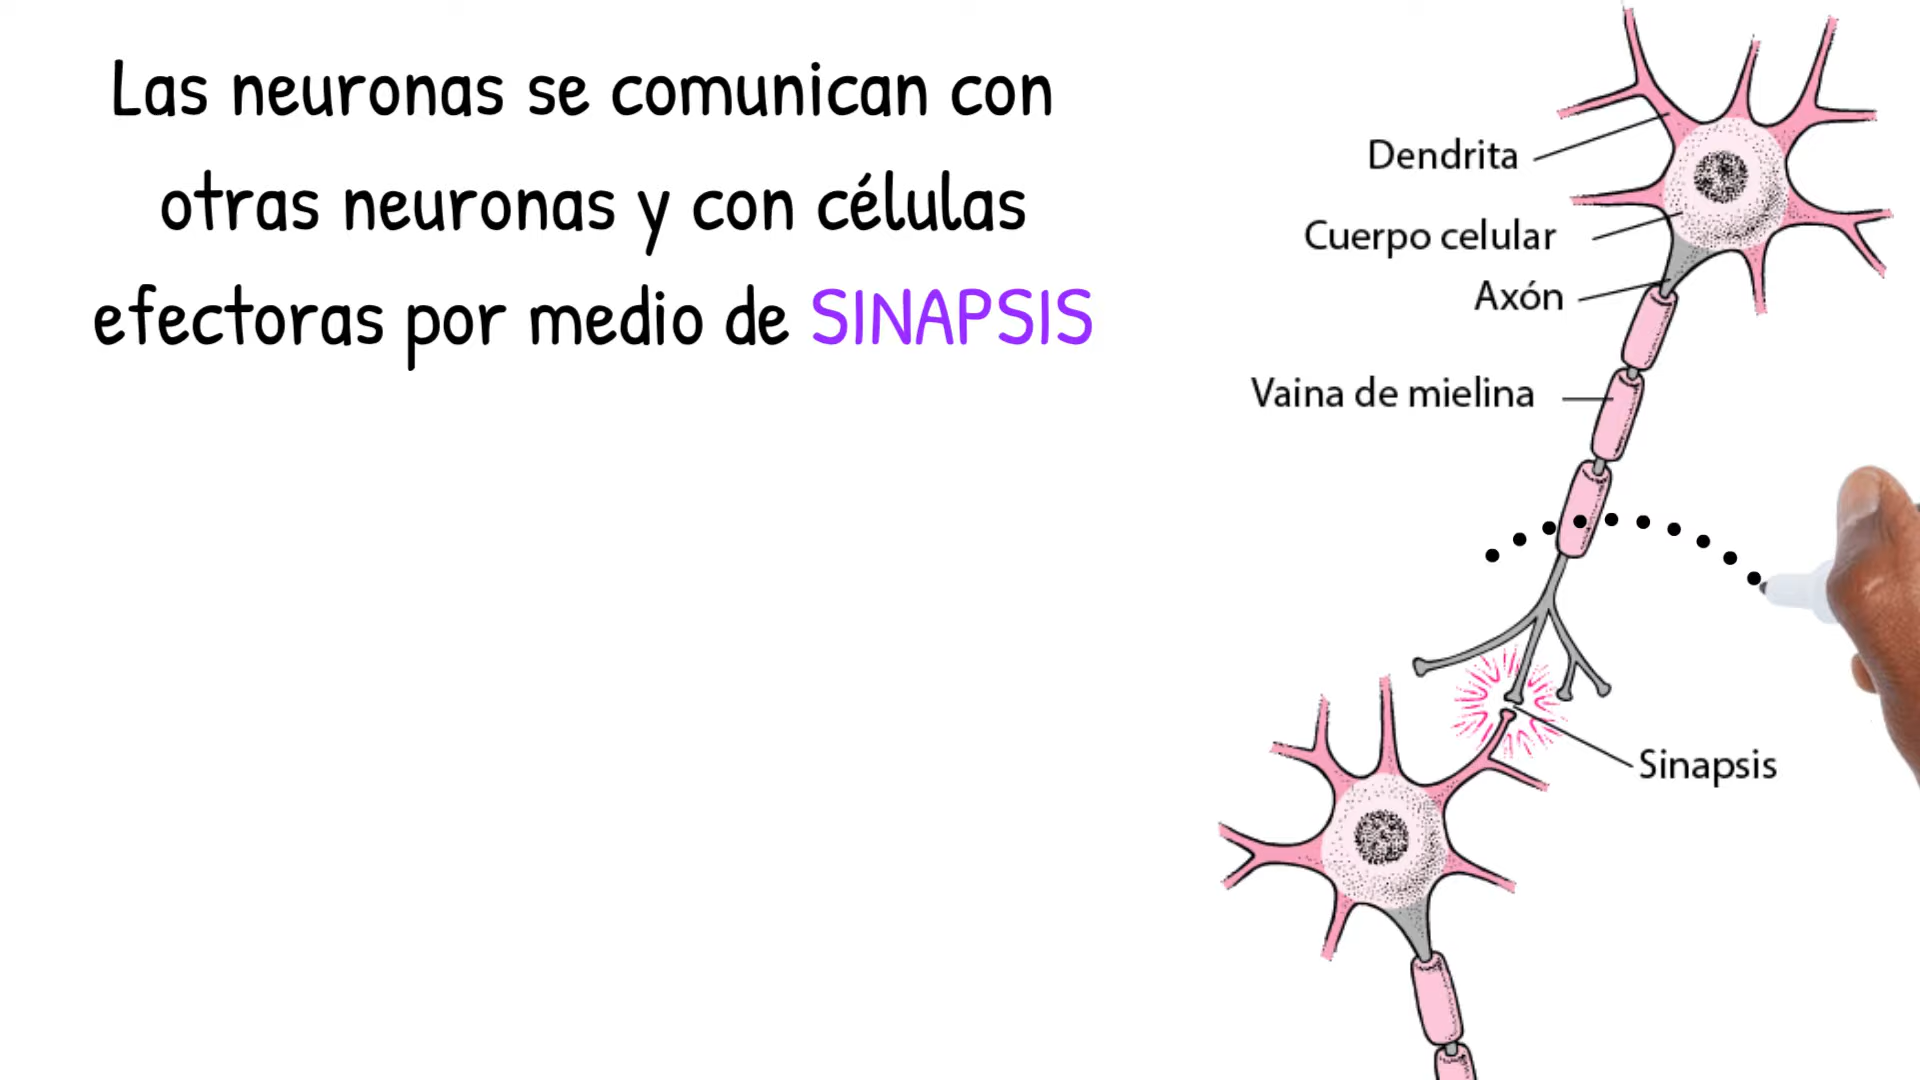 Las neuronas se comunican con
otras neuronas y con células
efectoras por medio de SINAPSIS
Dendrita
Cuerpo celular
Axón
Vaina de mielina
Sinapsis